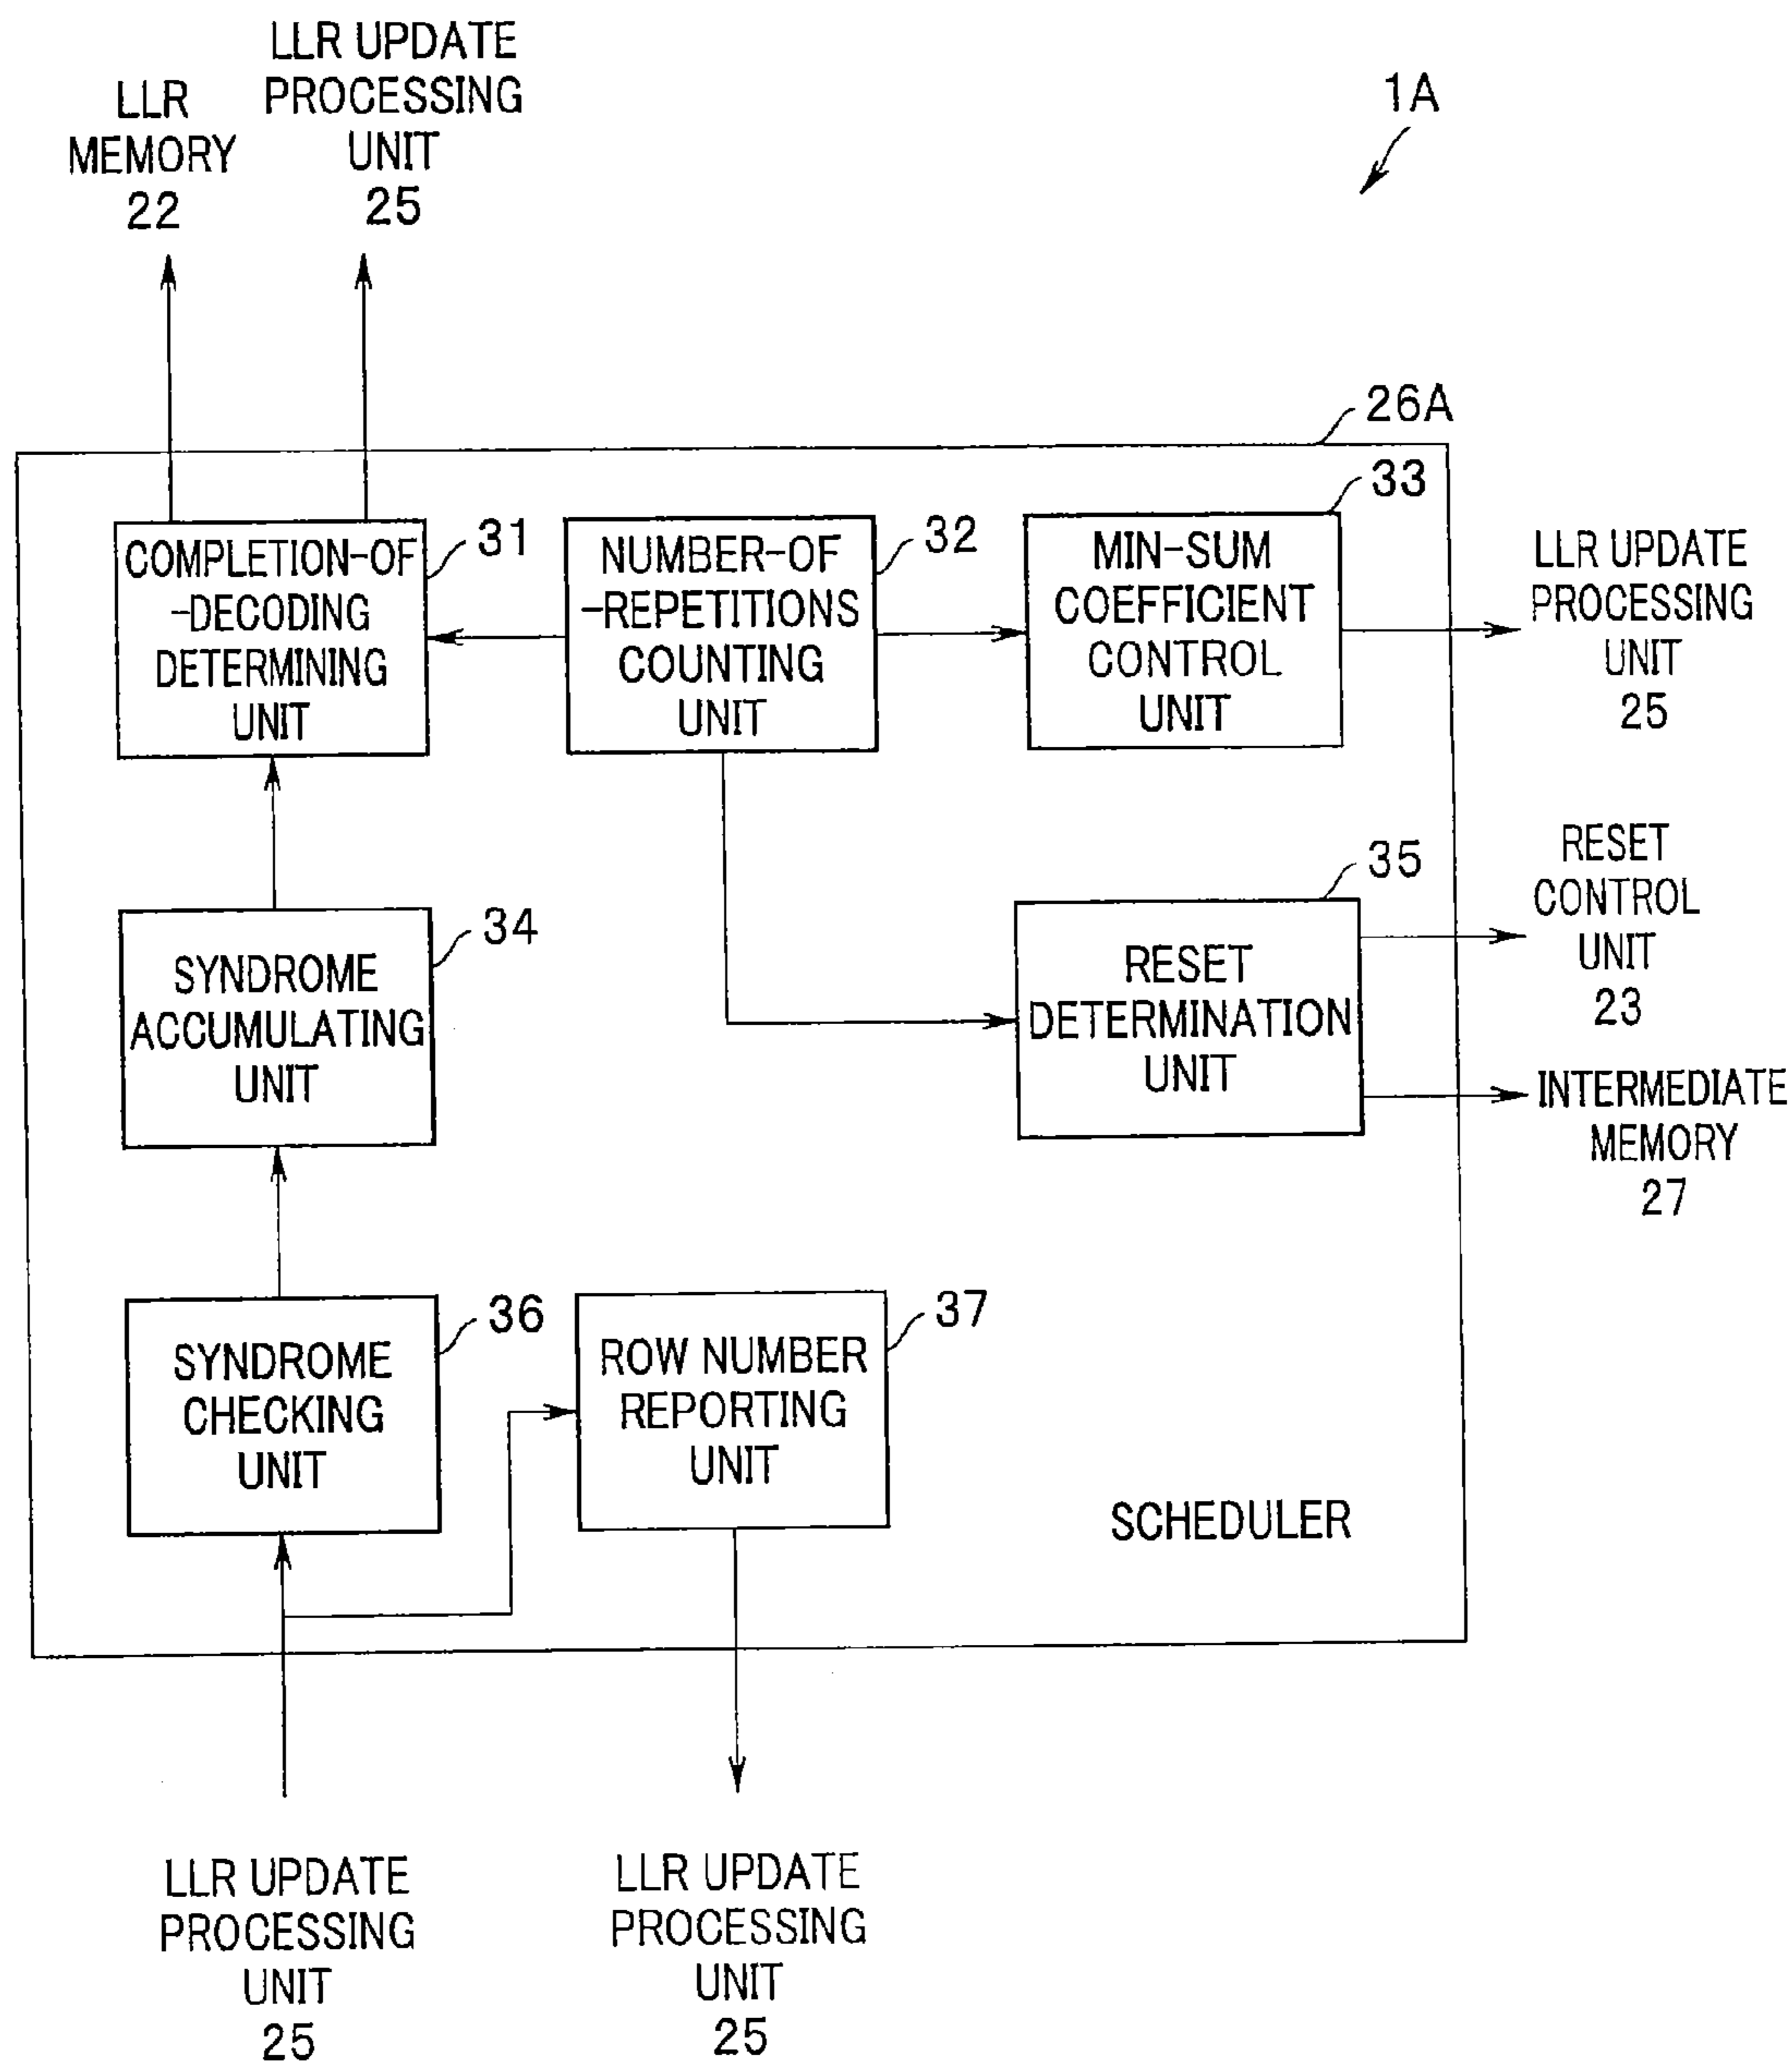 LLR
MEMORY
22
LLR UPDATE
PROCESSING
UNIT
25
1A
26A
COMPLETION-OF
-DECODING
DETERMINING
UNIT
31
NUMBER-OF
-REPETITIONS
COUNTING
UNIT
32
MIN-SUM
COEFFICIENT
CONTROL
UNIT
33
LLR UPDATE
PROCESSING
UNIT
25
SYNDROME
ACCUMULATING
UNIT
34
RESET
DETERMINATION
UNIT
35
RESET
CONTROL
UNIT
23
INTERMEDIATE
MEMORY
27
SYNDROME
CHECKING
UNIT
36
ROW NUMBER
REPORTING
UNIT
37
SCHEDULER
LLR UPDATE
PROCESSING
UNIT
25
LLR UPDATE
PROCESSING
UNIT
25